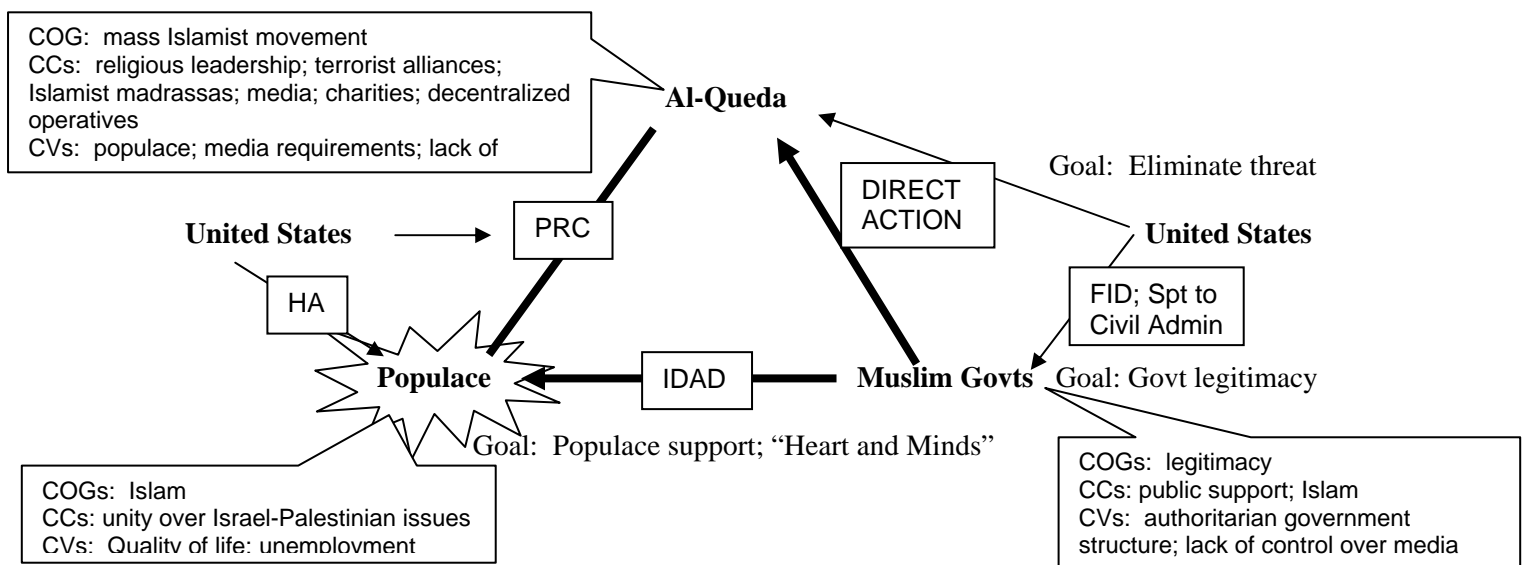 COG: mass Islamist movement
CCs: religious leadership; terrorist alliances;
Islamist madrassas; media; charities; decentralized
operatives
CVs: populace; media requirements; lack of
Al-Queda
Goal: Eliminate threat
DIRECT
ACTION
United States
PRC
United States
HA
FID; Spt to
Civil Admin
Populace
IDAD
Muslim Govts
Goal: Govt legitimacy
Goal: Populace support; “Heart and Minds”
COGs: Islam
CCs: unity over Israel-Palestinian issues
CVs: Quality of life; unemployment
COGs: legitimacy
CCs: public support; Islam
CVs: authoritarian government
structure; lack of control over media